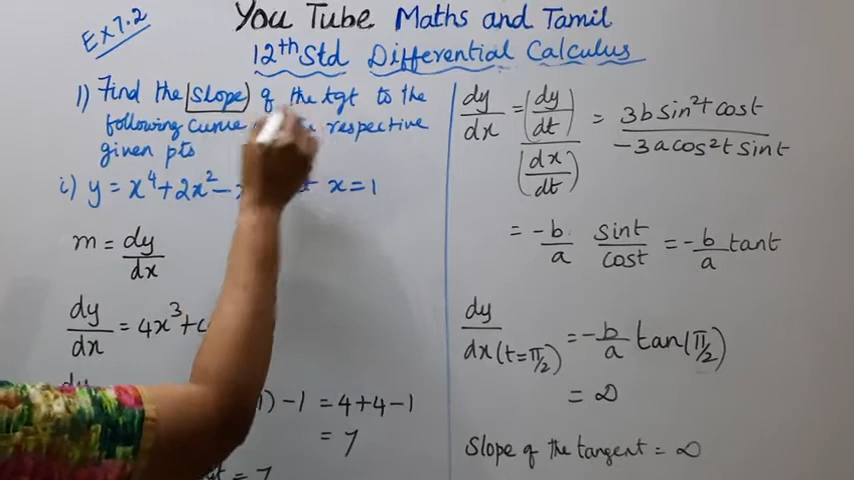 You Tube Maths and Tamil
Ex 7.2
12th Std Differential Calculus
1) Find the slope of the tgt to the
following curve respective
given pts
i) y = x⁴ + 2x² - x = 1
m = dy/dx
dy/dx = 4x³ +
) - 1 = 4 + 4 - 1
= 7
= 7
dy/dx = (dy/dt)/(dx/dt) = 3b sin²t cost / -3a cos²t sint
= -b/a sint/cost = -b/a tant
dy/dx (t=π/2) = -b/a tan(π/2)
= ∞
Slope of the tangent = ∞